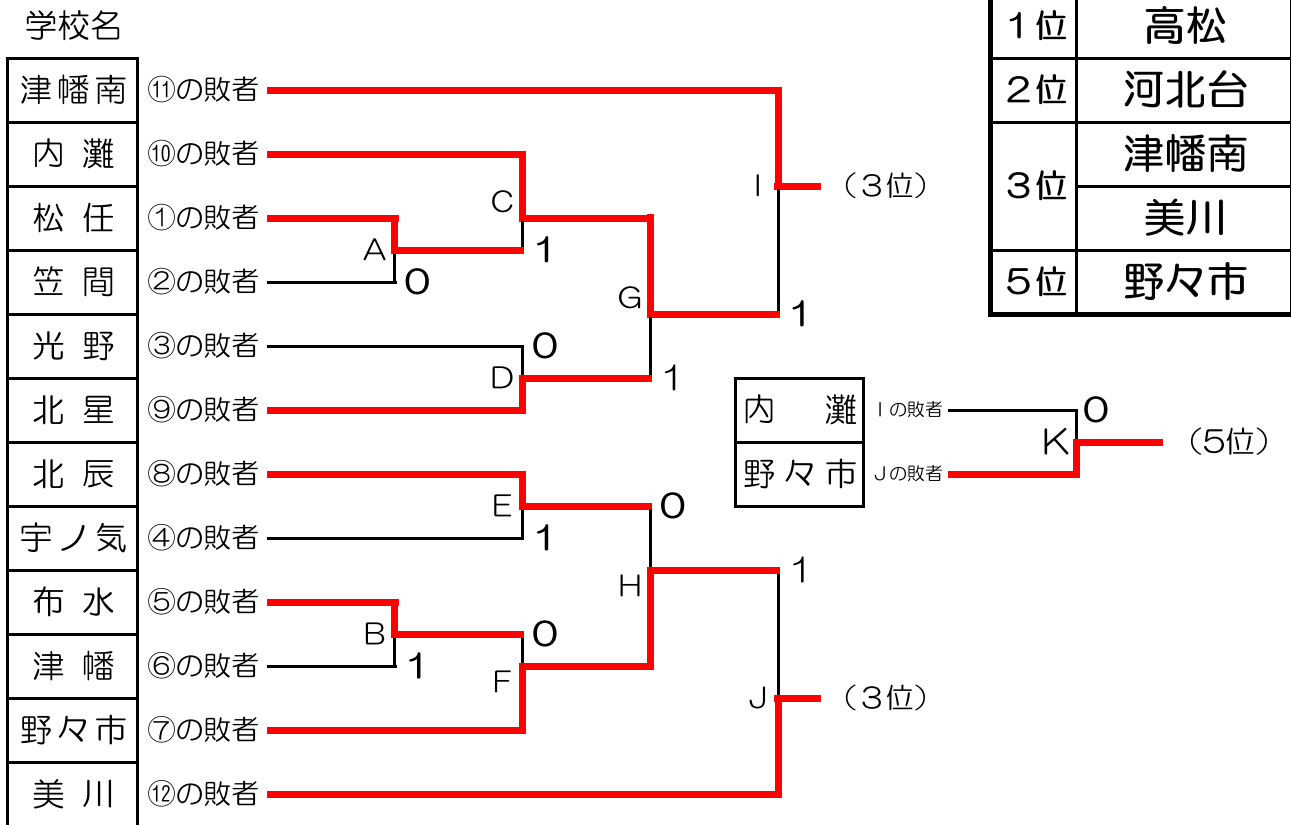 学校名
津幡南 ⑪の敗者
内灘 ⑩の敗者
松任 ①の敗者
笠間 ②の敗者
光野 ③の敗者
北星 ⑨の敗者
北辰 ⑧の敗者
宇ノ気 ④の敗者
布水 ⑤の敗者
津幡 ⑥の敗者
野々市 ⑦の敗者
美川 ⑫の敗者
A
0
C
1
D
0
G
1
I
1
（３位）
E
1
B
1
F
0
H
0
J
1
（３位）
１位 高松
２位 河北台
３位 津幡南
美川
５位 野々市
内灘 Ｉの敗者
野々市 Ｊの敗者
K
0
（５位）